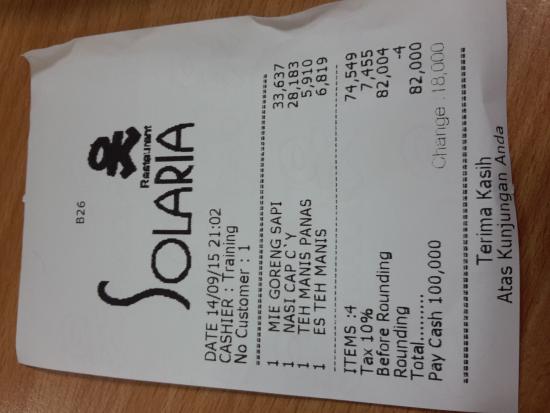 B26
Restaurant
SOLARIA
DATE 14/09/15 21:02
CASHIER : Training
No Customer : 1
1 MIE GORENG SAPI 33,637
1 NASI CAP C`Y 28,183
1 TEH MANIS PANAS 5,910
1 ES TEH MANIS 6,819
ITEMS :4 74,549
Tax 10% 7,455
Before Rounding 82,004
Rounding -4
Total......... 82,000
Pay Cash 100,000 Change :18,000
Terima Kasih
Atas Kunjungan Anda